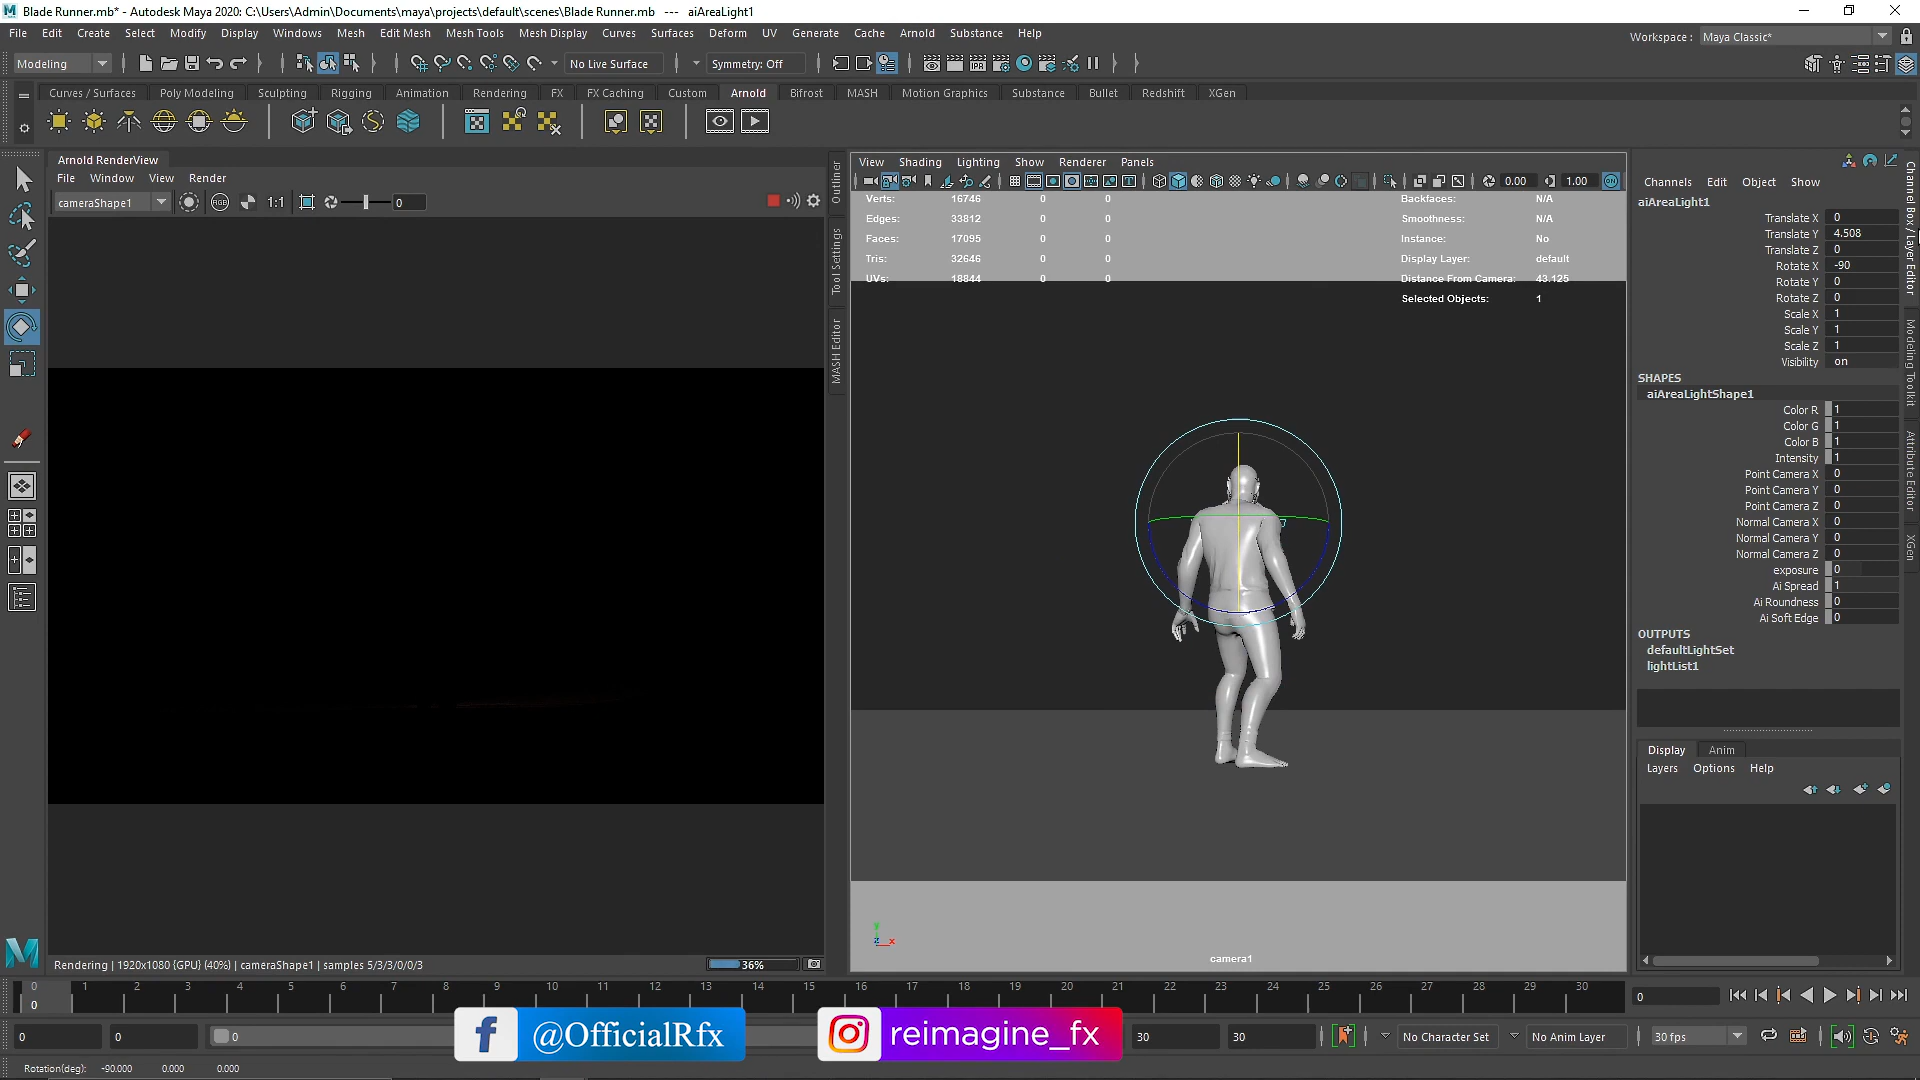 Blade Runner.mb* - Autodesk Maya 2020: C:\Users\Admin\Documents\maya\projects\default\scenes\Blade Runner.mb --- aiAreaLight1
File Edit Create Select Modify Display Windows Mesh Edit Mesh Mesh Tools Mesh Display Curves Surfaces Deform UV Generate Cache Arnold Substance Help
Workspace : Maya Classic*
Modeling No Live Surface Symmetry: Off
Curves / Surfaces Poly Modeling Sculpting Rigging Animation Rendering FX FX Caching Custom Arnold Bifrost MASH Motion Graphics Substance Bullet Redshift XGen
Arnold RenderView
File Window View Render
cameraShape1 RGB 1:1 0
Outliner
Tool Settings
MASH Editor
View Shading Lighting Show Renderer Panels
0.00 1.00
Verts: 16746 0 0 Backfaces: N/A
Edges: 33812 0 0 Smoothness: N/A
Faces: 17095 0 0 Instance: No
Tris: 32646 0 0 Display Layer: default
UVs: 18844 0 0 Distance From Camera: 43.125
Selected Objects: 1
y
z x
camera1
Channels Edit Object Show
aiAreaLight1
Translate X 0
Translate Y 4.508
Translate Z 0
Rotate X -90
Rotate Y 0
Rotate Z 0
Scale X 1
Scale Y 1
Scale Z 1
Visibility on
SHAPES
aiAreaLightShape1
Color R 1
Color G 1
Color B 1
Intensity 1
Point Camera X 0
Point Camera Y 0
Point Camera Z 0
Normal Camera X 0
Normal Camera Y 0
Normal Camera Z 0
exposure 0
Ai Spread 1
Ai Roundness 0
Ai Soft Edge 0
OUTPUTS
defaultLightSet
lightList1
Display Anim
Layers Options Help
Channel Box / Layer Editor
Modeling Toolkit
Attribute Editor
XGen
Rendering | 1920x1080 {GPU} (40%) | cameraShape1 | samples 5/3/3/0/0/3
36%
0 1 2 3 4 5 6 7 8 9 10 11 12 13 14 15 16 17 18 19 20 21 22 23 24 25 26 27 28 29 30
0
0
0 0 0 30 30 No Character Set No Anim Layer 30 fps
@OfficialRfx
reimagine_fx
Rotation(deg): -90.000 0.000 0.000